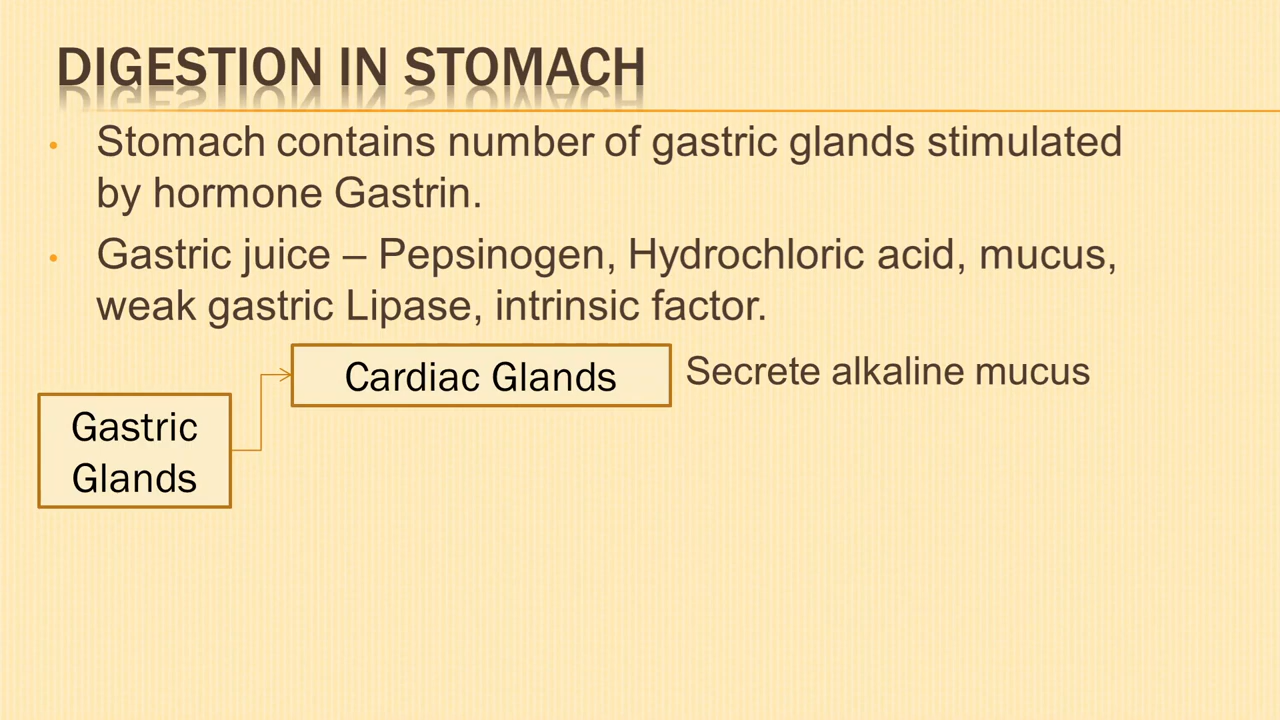 DIGESTION IN STOMACH
• Stomach contains number of gastric glands stimulated
by hormone Gastrin.
• Gastric juice – Pepsinogen, Hydrochloric acid, mucus,
weak gastric Lipase, intrinsic factor.
Cardiac Glands
Secrete alkaline mucus
Gastric
Glands